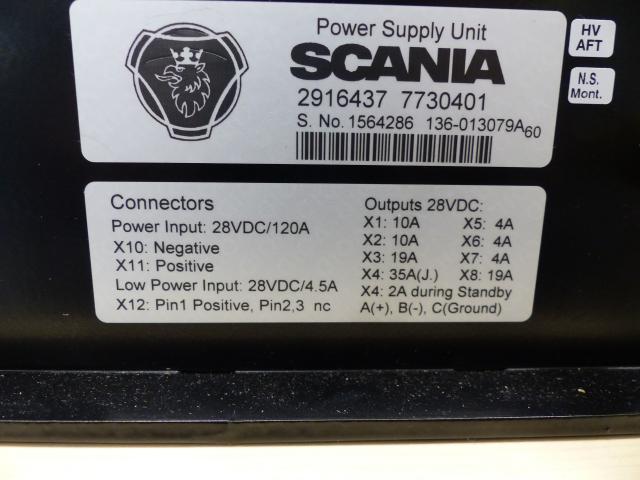 Power Supply Unit
SCANIA
2916437 7730401
S. No.1564286 136-013079A60
HV
AFT
N.S.
Mont.
Connectors
Power Input: 28VDC/120A
X10: Negative
X11: Positive
Low Power Input: 28VDC/4.5A
X12: Pin1 Positive, Pin2,3 nc
Outputs 28VDC:
X1: 10A X5: 4A
X2: 10A X6: 4A
X3: 19A X7: 4A
X4: 35A(J.) X8: 19A
X4: 2A during Standby
A(+), B(-), C(Ground)